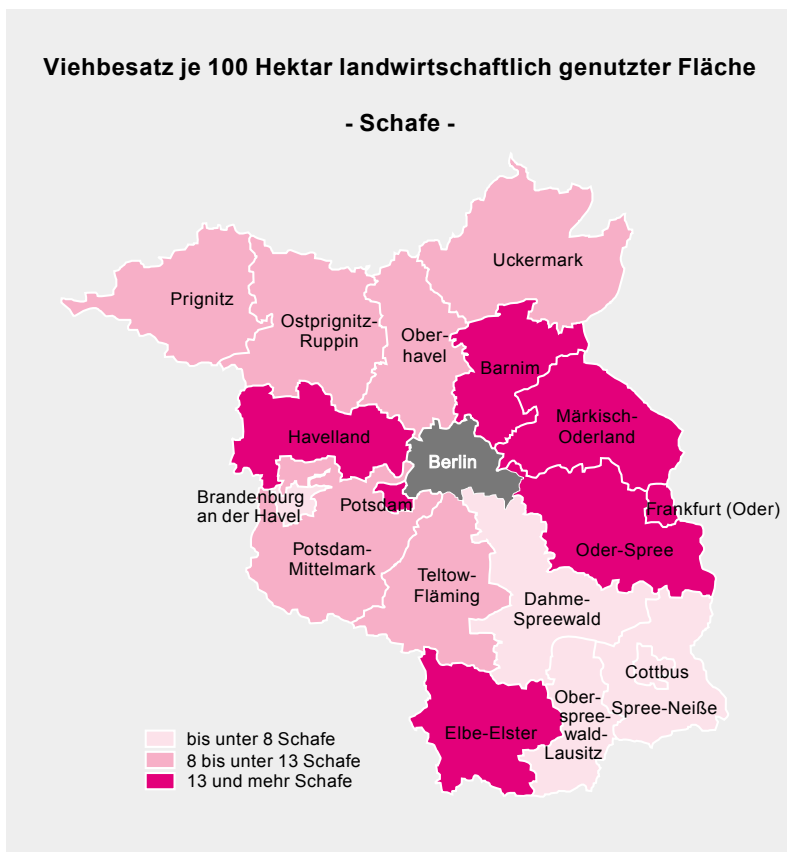 Viehbesatz je 100 Hektar landwirtschaftlich genutzter Fläche
- Schafe -
Uckermark
Prignitz
Ostprignitz-
Ruppin
Ober-
havel
Barnim
Märkisch-
Oderland
Havelland
Berlin
Brandenburg
an der Havel
Potsdam
Frankfurt (Oder)
Potsdam-
Mittelmark
Teltow-
Fläming
Oder-Spree
Dahme-
Spreewald
Cottbus
Spree-Neiße
Ober-
spree-
wald-
Lausitz
Elbe-Elster
bis unter 8 Schafe
8 bis unter 13 Schafe
13 und mehr Schafe